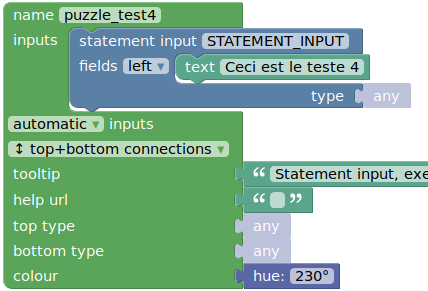 name puzzle_test4
inputs statement input STATEMENT_INPUT
fields left ▾ text Ceci est le teste 4
type any
automatic ▾ inputs
↕ top+bottom connections ▾
tooltip “ Statement input, exe
help url “ ”
top type any
bottom type any
colour hue: 230°